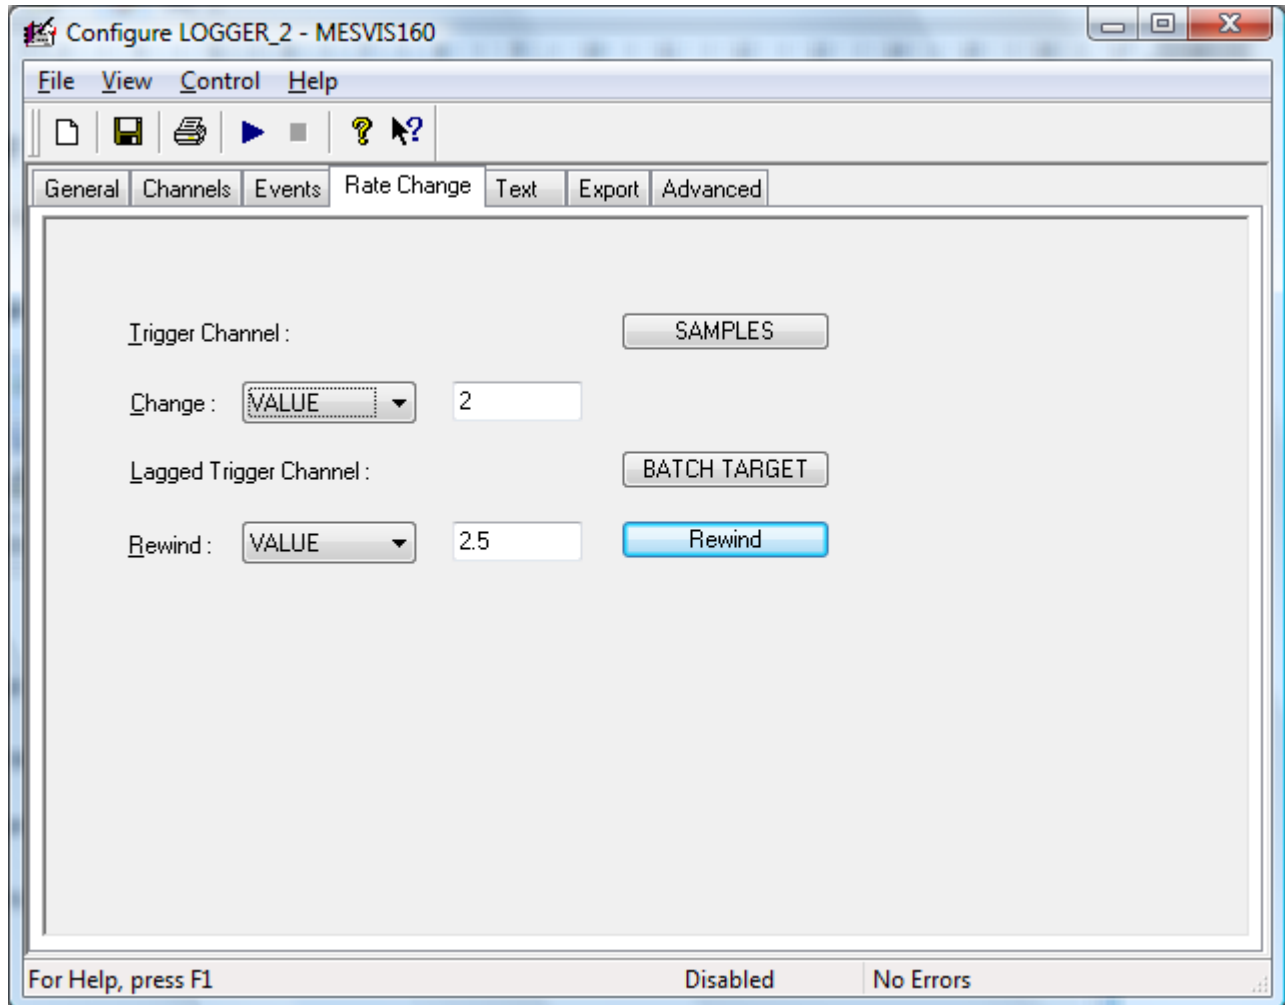 Configure LOGGER_2 - MESVIS160
File View Control Help
General Channels Events Rate Change Text Export Advanced
Trigger Channel : SAMPLES
Change : VALUE 2
Lagged Trigger Channel : BATCH TARGET
Rewind : VALUE 2.5 Rewind
For Help, press F1 Disabled No Errors